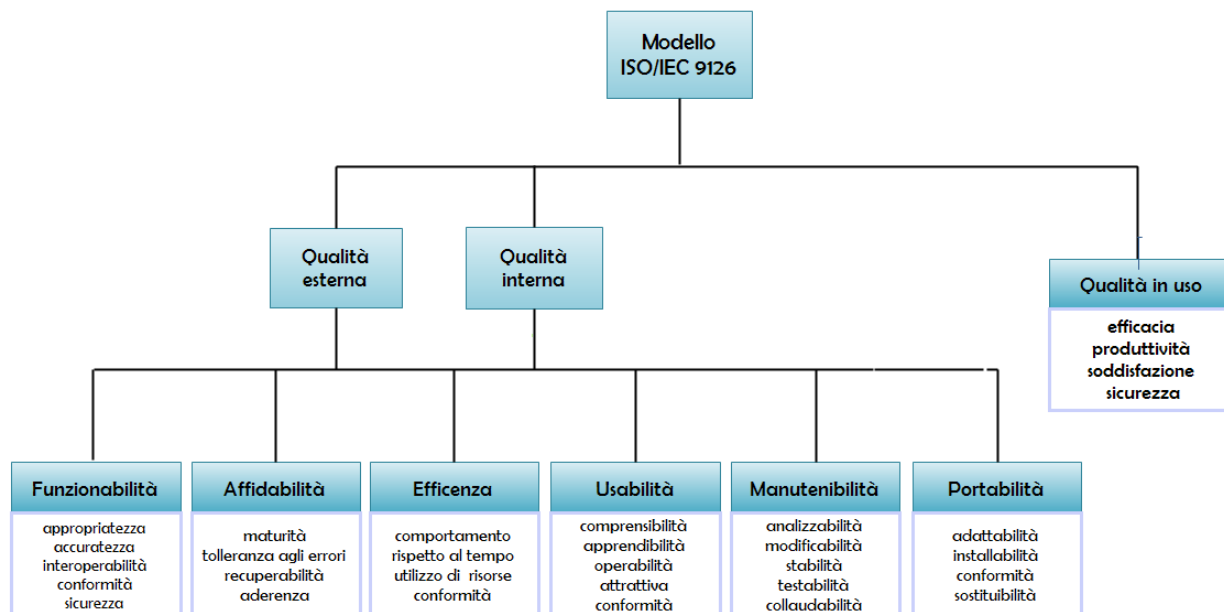 Modello
ISO/IEC 9126
Qualità
esterna
Qualità
interna
Qualità in uso
efficacia
produttività
soddisfazione
sicurezza
Funzionabilità
appropriatezza
accuratezza
interoperabilità
conformità
sicurezza
Affidabilità
maturità
tolleranza agli errori
recuperabilità
aderenza
Efficenza
comportamento
rispetto al tempo
utilizzo di risorse
conformità
Usabilità
comprensibilità
apprendibilità
operabilità
attrattiva
conformità
Manutenibilità
analizzabilità
modificabilità
stabilità
testabilità
collaudabilità
Portabilità
adattabilità
installabilità
conformità
sostituibilità